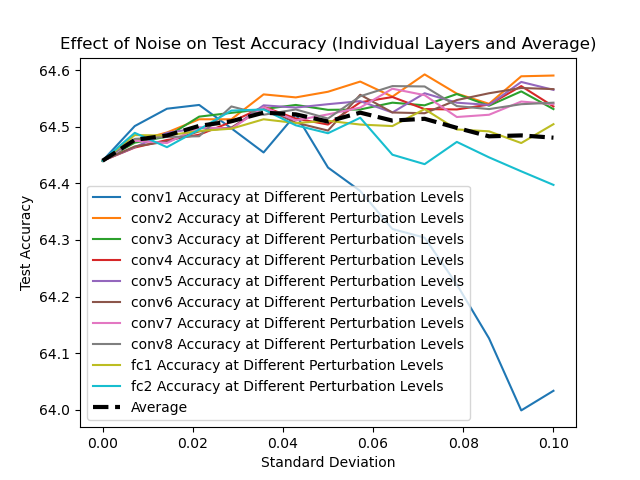 Effect of Noise on Test Accuracy (Individual Layers and Average)
64.6
64.5
64.4
64.3
64.2
64.1
64.0
Test Accuracy
conv1 Accuracy at Different Perturbation Levels
conv2 Accuracy at Different Perturbation Levels
conv3 Accuracy at Different Perturbation Levels
conv4 Accuracy at Different Perturbation Levels
conv5 Accuracy at Different Perturbation Levels
conv6 Accuracy at Different Perturbation Levels
conv7 Accuracy at Different Perturbation Levels
conv8 Accuracy at Different Perturbation Levels
fc1 Accuracy at Different Perturbation Levels
fc2 Accuracy at Different Perturbation Levels
Average
0.00 0.02 0.04 0.06 0.08 0.10
Standard Deviation